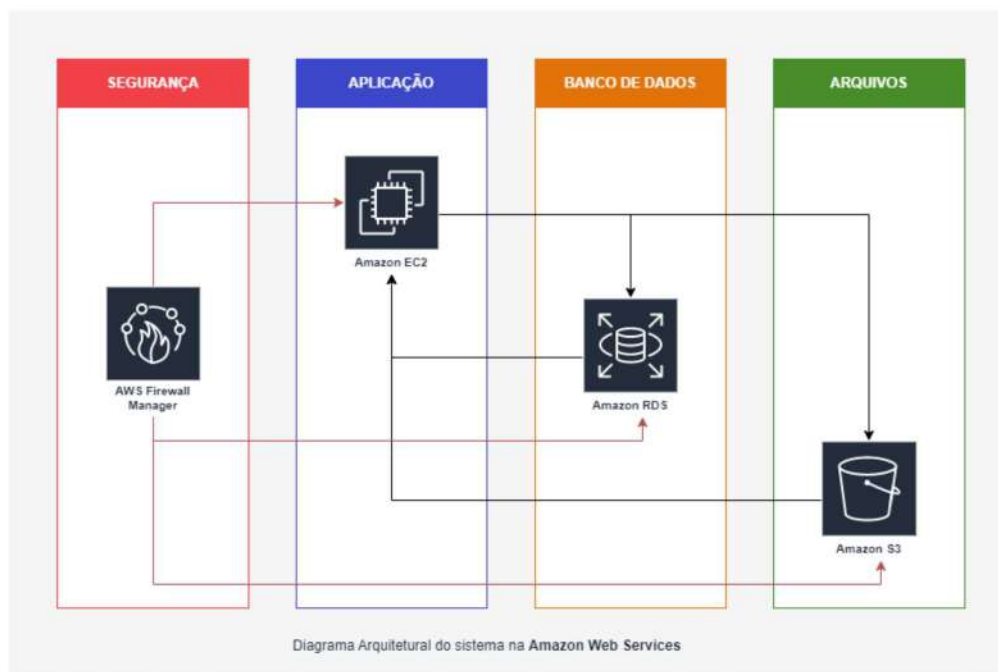 SEGURANÇA
APLICAÇÃO
BANCO DE DADOS
ARQUIVOS
Amazon EC2
AWS Firewall
Manager
Amazon RDS
Amazon S3
Diagrama Arquitetural do sistema na Amazon Web Services